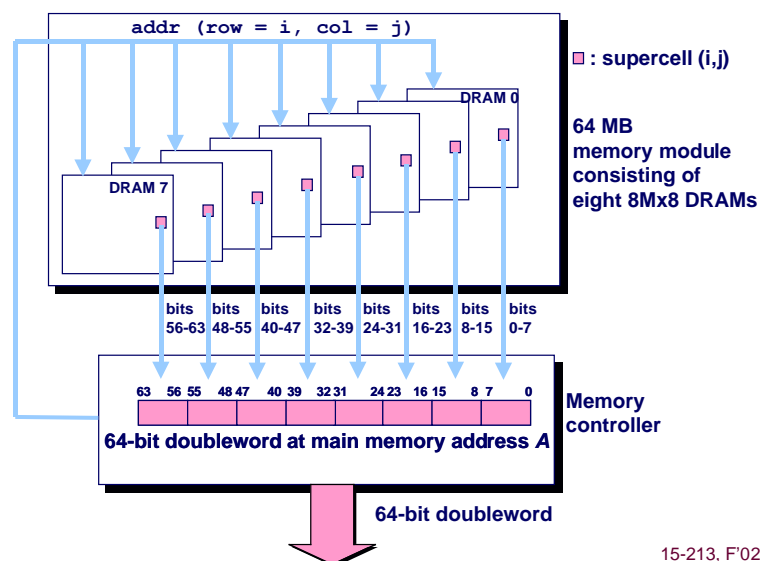 addr (row = i, col = j)
: supercell (i,j)
DRAM 0
64 MB
memory module
consisting of
eight 8Mx8 DRAMs
DRAM 7
bits bits bits bits bits bits bits bits
56-63 48-55 40-47 32-39 24-31 16-23 8-15 0-7
63 56 55 48 47 40 39 32 31 24 23 16 15 8 7 0
64-bit doubleword at main memory address A
Memory
controller
64-bit doubleword
15-213, F'02